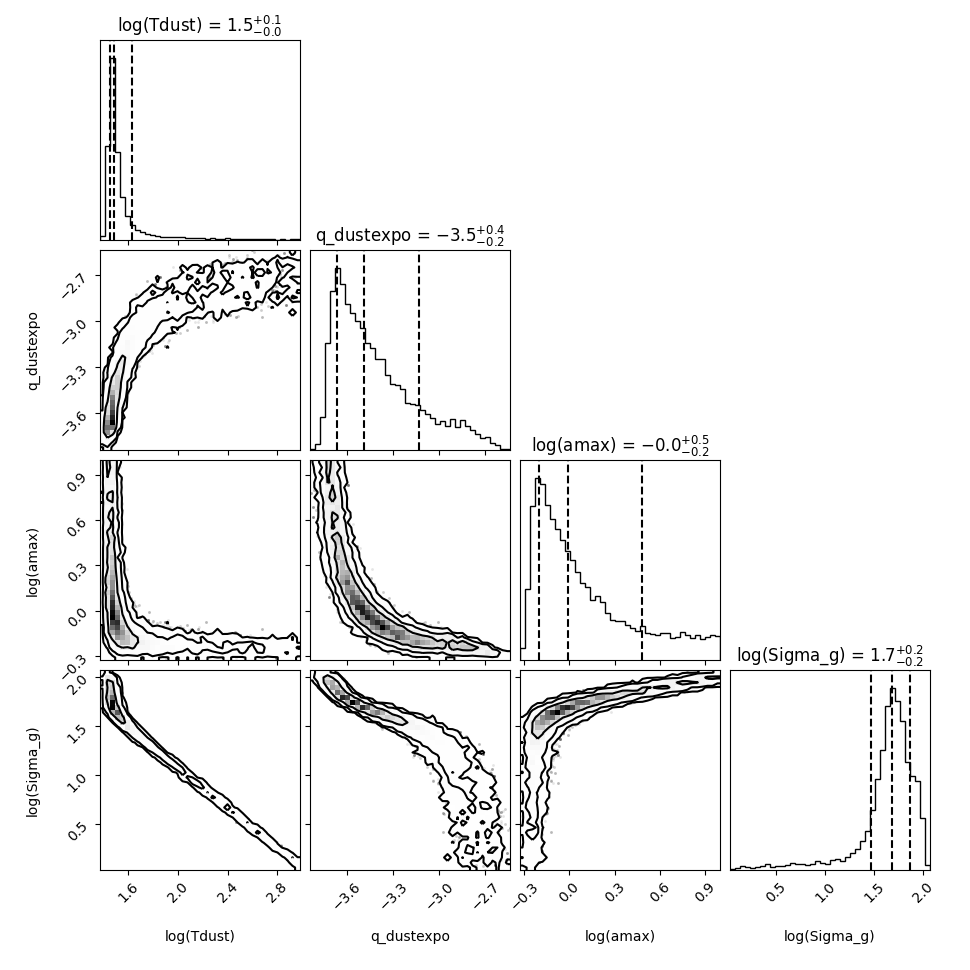 log(Tdust) = 1.5+0.1−0.0
q_dustexpo = −3.5+0.4−0.2
−2.7
−3.0
−3.3
−3.6
q_dustexpo
log(amax) = −0.0+0.5−0.2
0.9
0.6
0.3
0.0
−0.3
log(amax)
log(Sigma_g) = 1.7+0.2−0.2
2.0
1.5
1.0
0.5
log(Sigma_g)
1.6 2.0 2.4 2.8 −3.6 −3.3 −3.0 −2.7 −0.3 0.0 0.3 0.6 0.9 0.5 1.0 1.5 2.0
log(Tdust) q_dustexpo log(amax) log(Sigma_g)